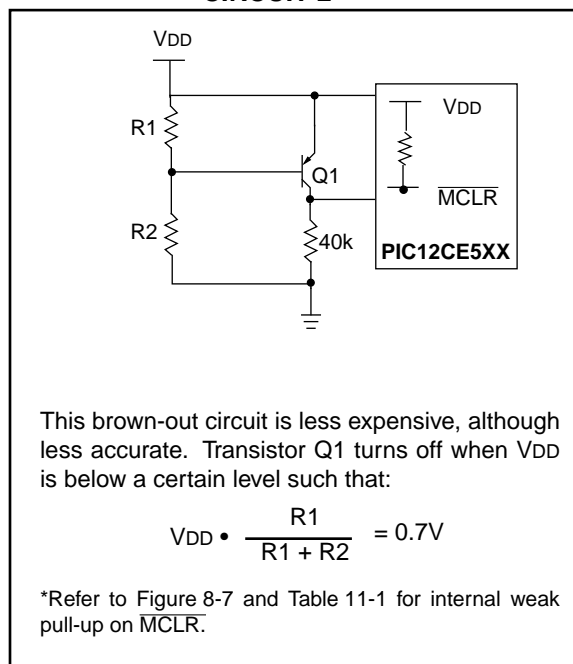 VDD
R1
VDD
Q1
MCLR
R2
40k
PIC12CE5XX
This brown-out circuit is less expensive, although
less accurate. Transistor Q1 turns off when VDD
is below a certain level such that:
VDD • R1 / R1 + R2 = 0.7V
*Refer to Figure 8-7 and Table 11-1 for internal weak
pull-up on MCLR.